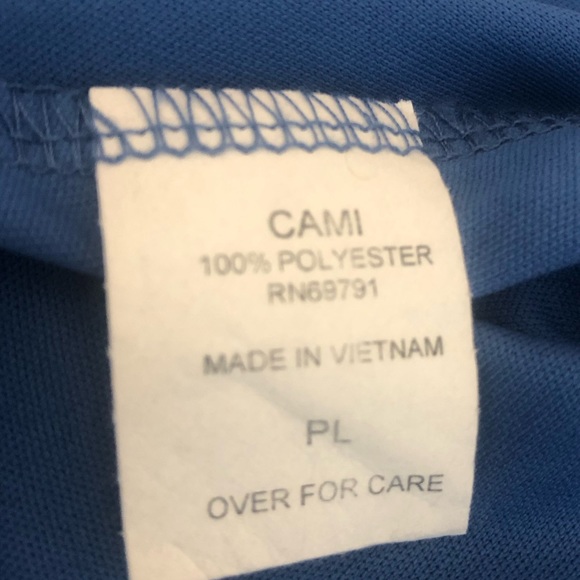 CAMI
100% POLYESTER
RN69791
MADE IN VIETNAM
PL
OVER FOR CARE